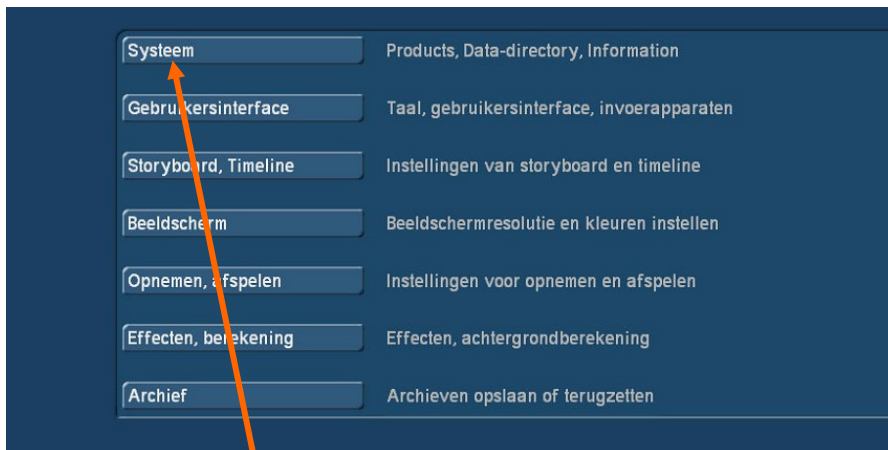 Systeem Products, Data-directory, Information
Gebruikersinterface Taal, gebruikersinterface, invoerapparaten
Storyboard, Timeline Instellingen van storyboard en timeline
Beeldscherm Beeldschermresolutie en kleuren instellen
Opnemen, afspelen Instellingen voor opnemen en afspelen
Effecten, berekening Effecten, achtergrondberekening
Archief Archieven opslaan of terugzetten